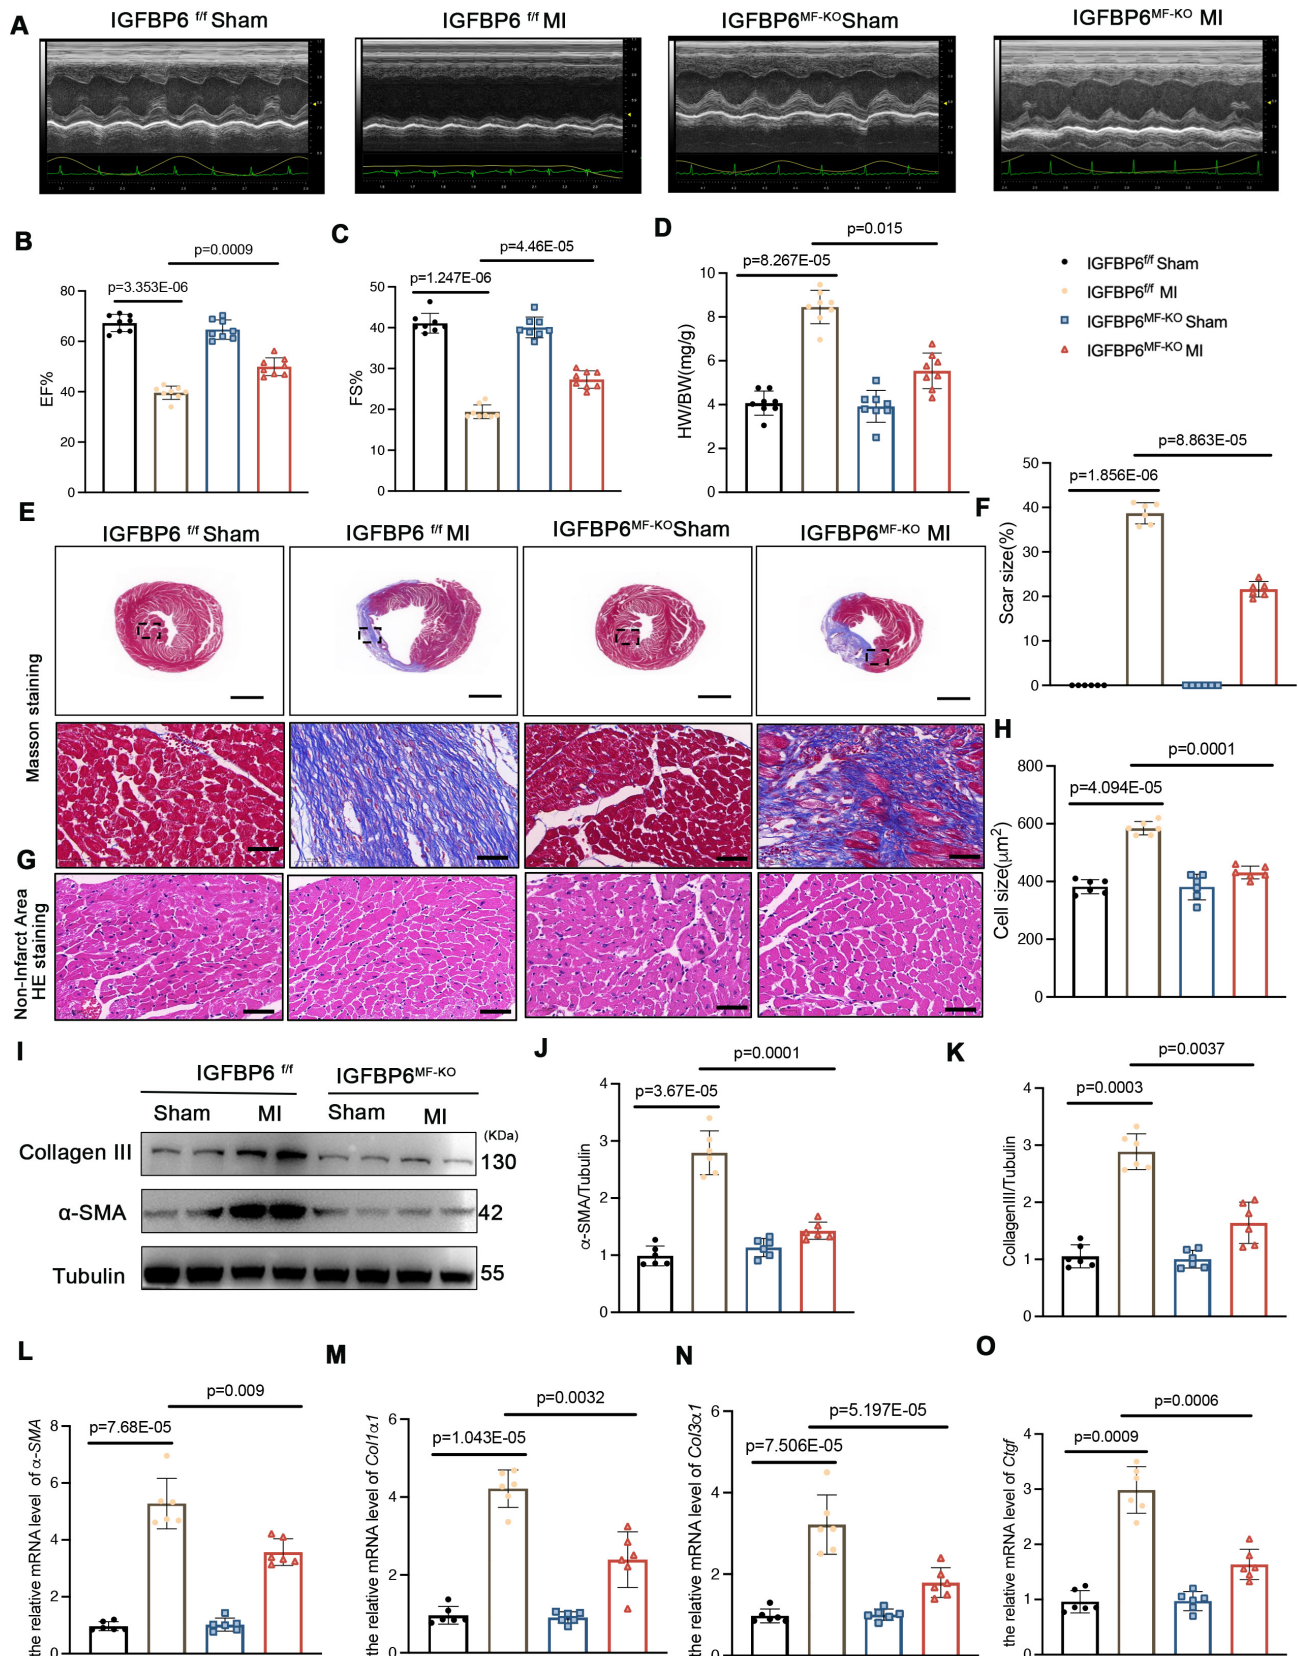 A
IGFBP6 f/f Sham
IGFBP6 f/f MI
IGFBP6MF-KO Sham
IGFBP6MF-KO MI
B
p=0.0009
p=3.353E-06
EF%
80
60
40
20
0
C
p=4.46E-05
p=1.247E-06
FS%
50
40
30
20
10
0
D
p=0.015
p=8.267E-05
HW/BW(mg/g)
10
8
6
4
2
0
IGFBP6f/f Sham
IGFBP6f/f MI
IGFBP6MF-KO Sham
IGFBP6MF-KO MI
E
IGFBP6 f/f Sham
IGFBP6 f/f MI
IGFBP6MF-KO Sham
IGFBP6MF-KO MI
Masson staining
F
p=8.863E-05
p=1.856E-06
Scar size(%)
50
40
30
20
10
0
G
Non-Infarct Area
HE staining
H
p=0.0001
p=4.094E-05
Cell size(μm2)
800
600
400
200
0
I
IGFBP6 f/f
IGFBP6MF-KO
Sham
MI
Sham
MI
(KDa)
Collagen III
130
α-SMA
42
Tubulin
55
J
p=0.0001
p=3.67E-05
α-SMA/Tubulin
4
3
2
1
0
K
p=0.0037
p=0.0003
CollagenIII/Tubulin
4
3
2
1
0
L
p=0.009
p=7.68E-05
the relative mRNA level of α-SMA
8
6
4
2
0
M
p=0.0032
p=1.043E-05
the relative mRNA level of Col1α1
6
4
2
0
N
p=5.197E-05
p=7.506E-05
the relative mRNA level of Col3α1
6
4
2
0
O
p=0.0006
p=0.0009
the relative mRNA level of Ctgf
4
3
2
1
0